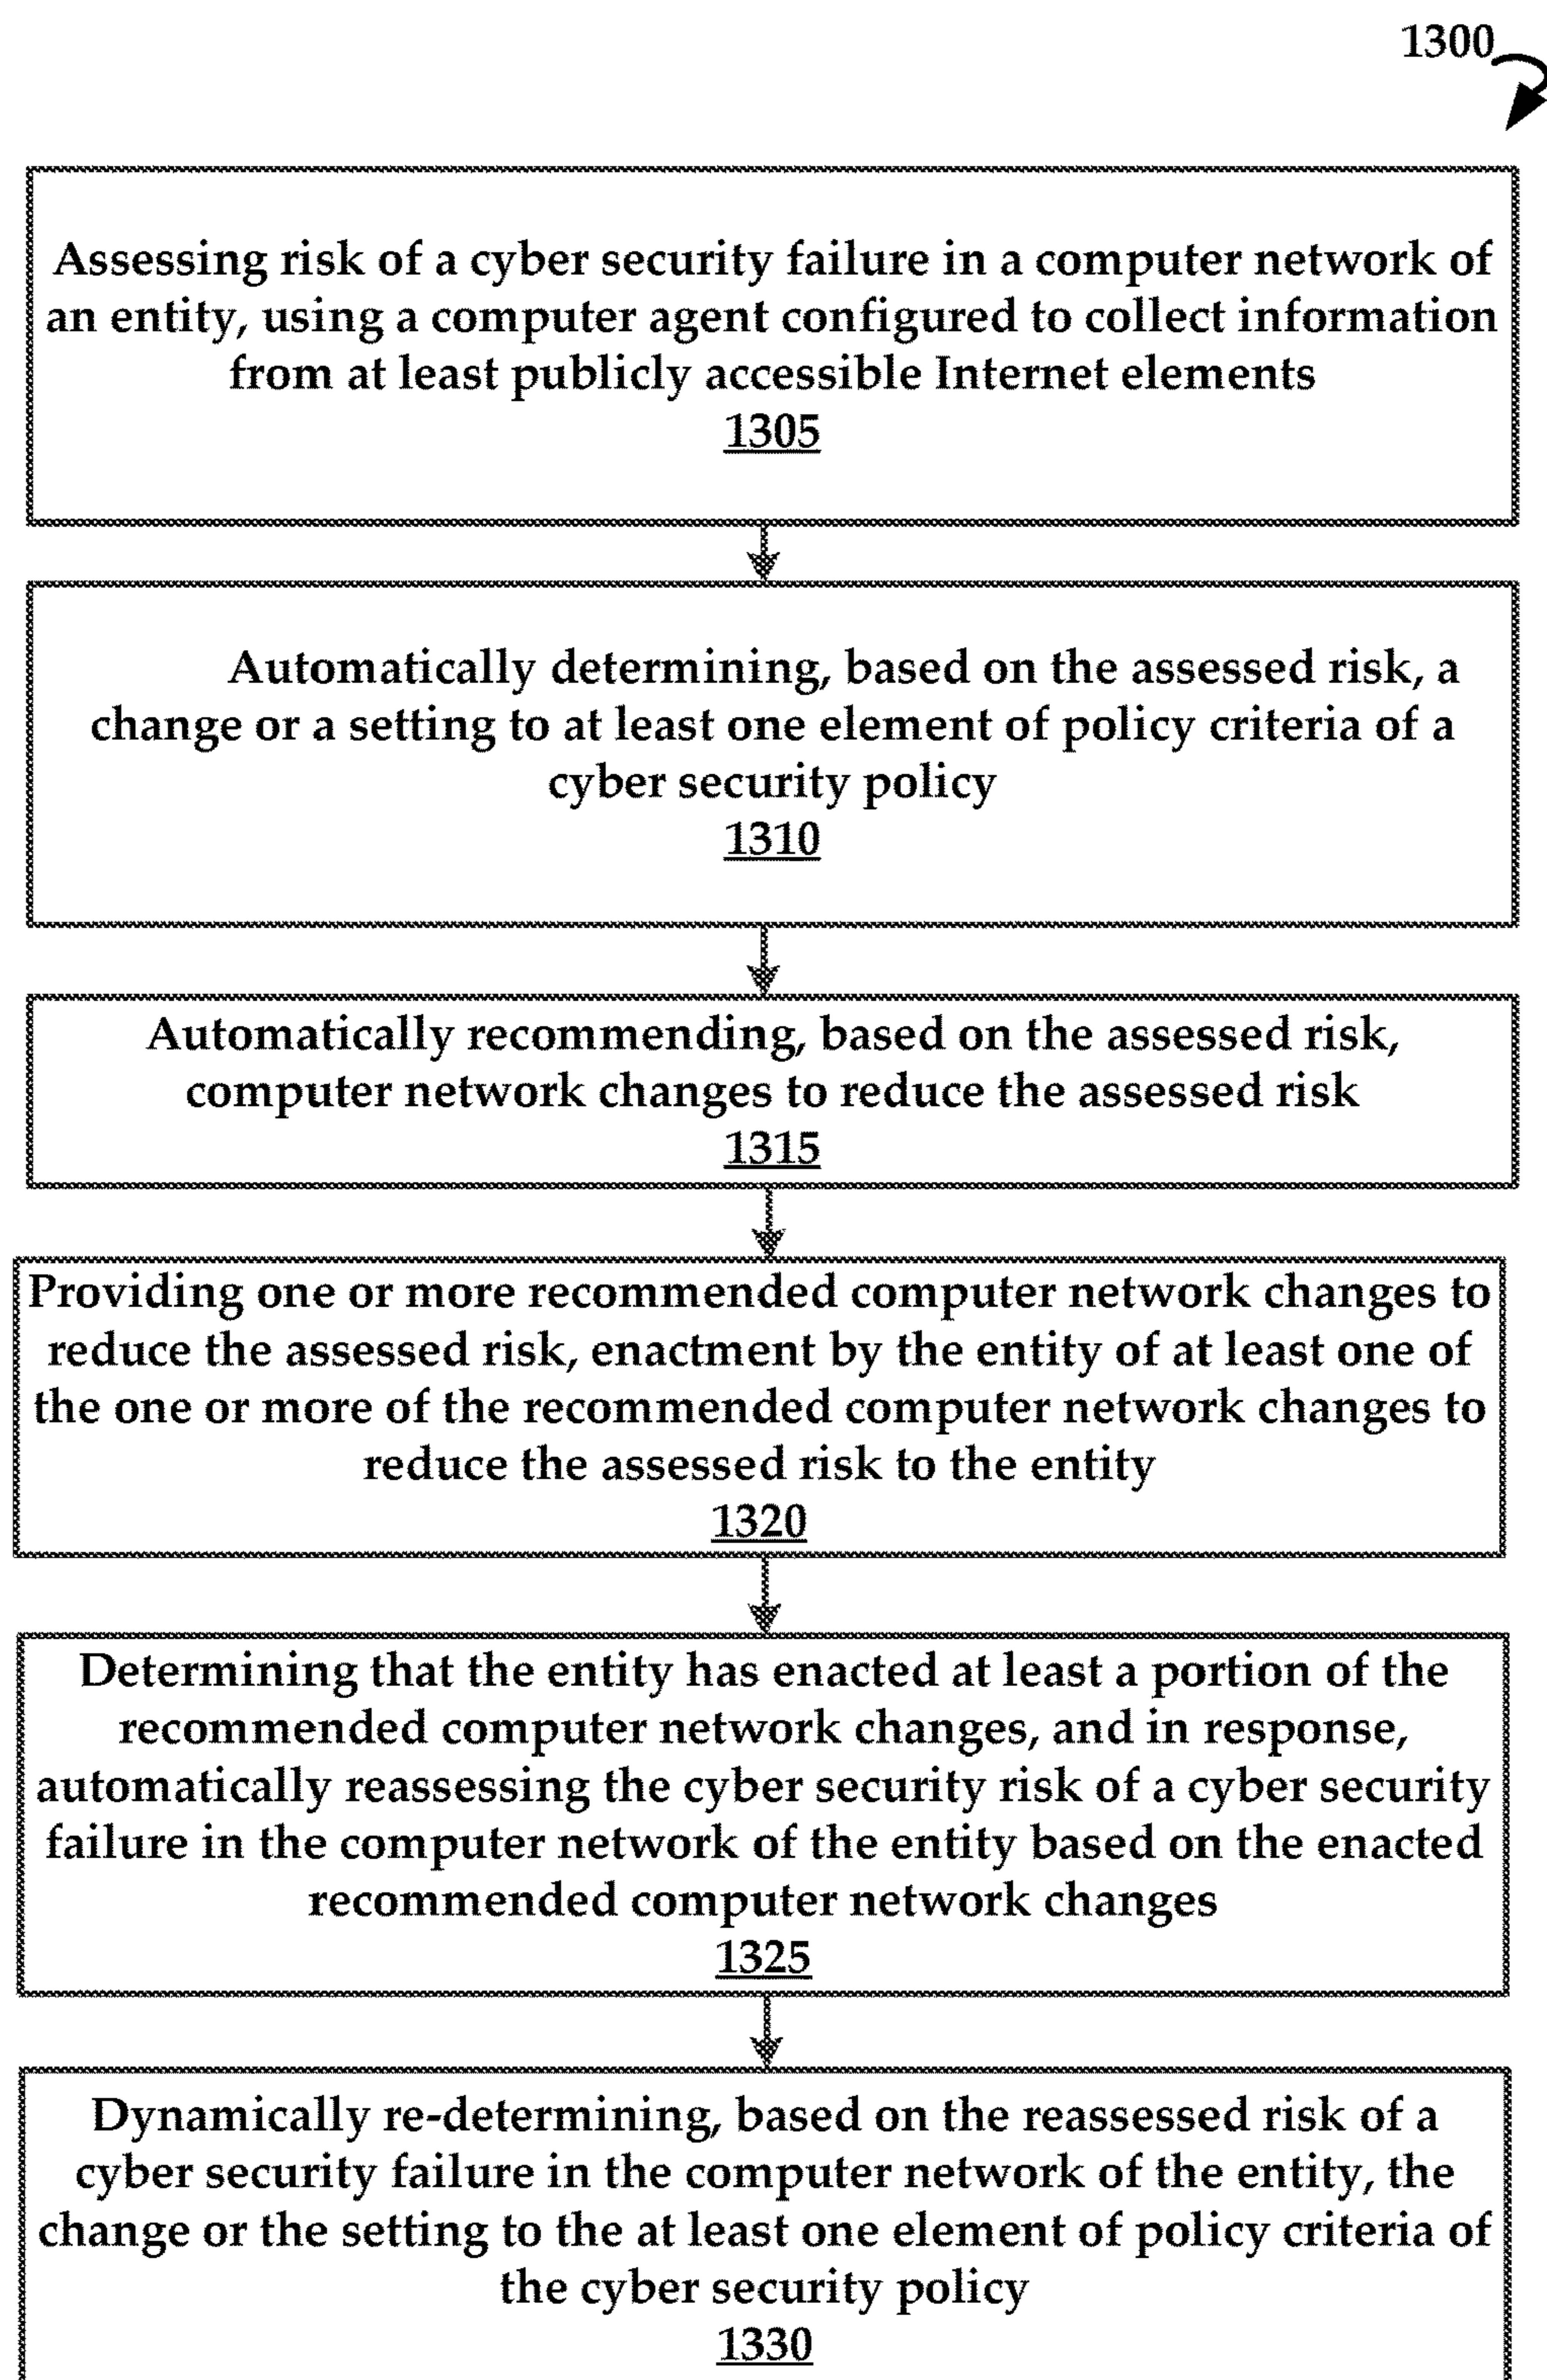 1300
Assessing risk of a cyber security failure in a computer network of
an entity, using a computer agent configured to collect information
from at least publicly accessible Internet elements
1305
Automatically determining, based on the assessed risk, a
change or a setting to at least one element of policy criteria of a
cyber security policy
1310
Automatically recommending, based on the assessed risk,
computer network changes to reduce the assessed risk
1315
Providing one or more recommended computer network changes to
reduce the assessed risk, enactment by the entity of at least one of
the one or more of the recommended computer network changes to
reduce the assessed risk to the entity
1320
Determining that the entity has enacted at least a portion of the
recommended computer network changes, and in response,
automatically reassessing the cyber security risk of a cyber security
failure in the computer network of the entity based on the enacted
recommended computer network changes
1325
Dynamically re-determining, based on the reassessed risk of a
cyber security failure in the computer network of the entity, the
change or the setting to the at least one element of policy criteria of
the cyber security policy
1330